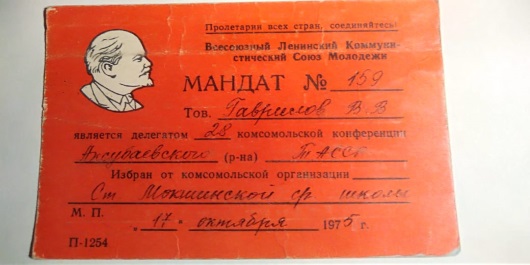 Пролетарии всех стран, соединяйтесь!
Всесоюзный Ленинский Коммуни-
стический Союз Молодежи
МАНДАТ № 159
Тов. Гаврилов В. В
является делегатом 28 комсомольской конференции
Аксубаевского (р-на) ТАССР
Избран от комсомольской организации
Ст Мокшинской ср школы
М. П.
„ 17 " октября 1975 г.
П-1254